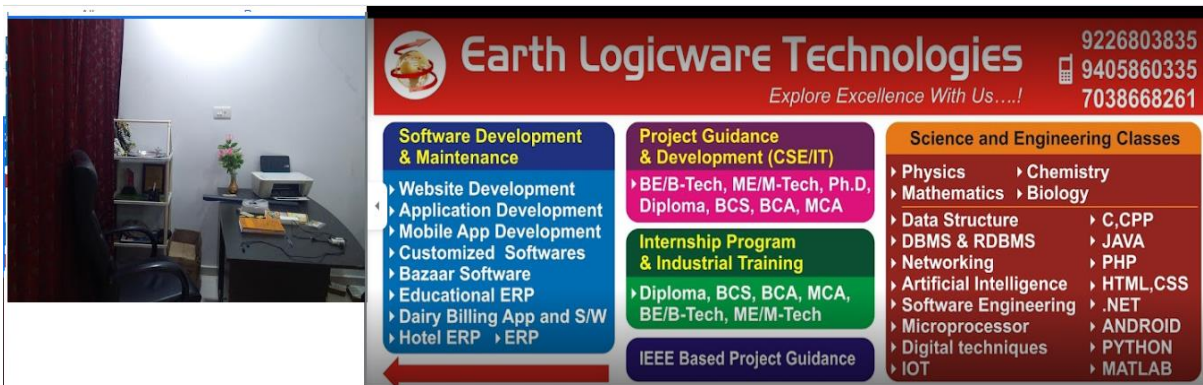 Earth Logicware Technologies
Explore Excellence With Us....!
9226803835
9405860335
7038668261
Software Development
& Maintenance
Website Development
Application Development
Mobile App Development
Customized Softwares
Bazaar Software
Educational ERP
Dairy Billing App and S/W
Hotel ERP ERP
Project Guidance
& Development (CSE/IT)
BE/B-Tech, ME/M-Tech, Ph.D,
Diploma, BCS, BCA, MCA
Internship Program
& Industrial Training
Diploma, BCS, BCA, MCA,
BE/B-Tech, ME/M-Tech
IEEE Based Project Guidance
Science and Engineering Classes
Physics Chemistry
Mathematics Biology
Data Structure
DBMS & RDBMS
Networking
Artificial Intelligence
Software Engineering
Microprocessor
Digital techniques
IOT
C,CPP
JAVA
PHP
HTML,CSS
.NET
ANDROID
PYTHON
MATLAB